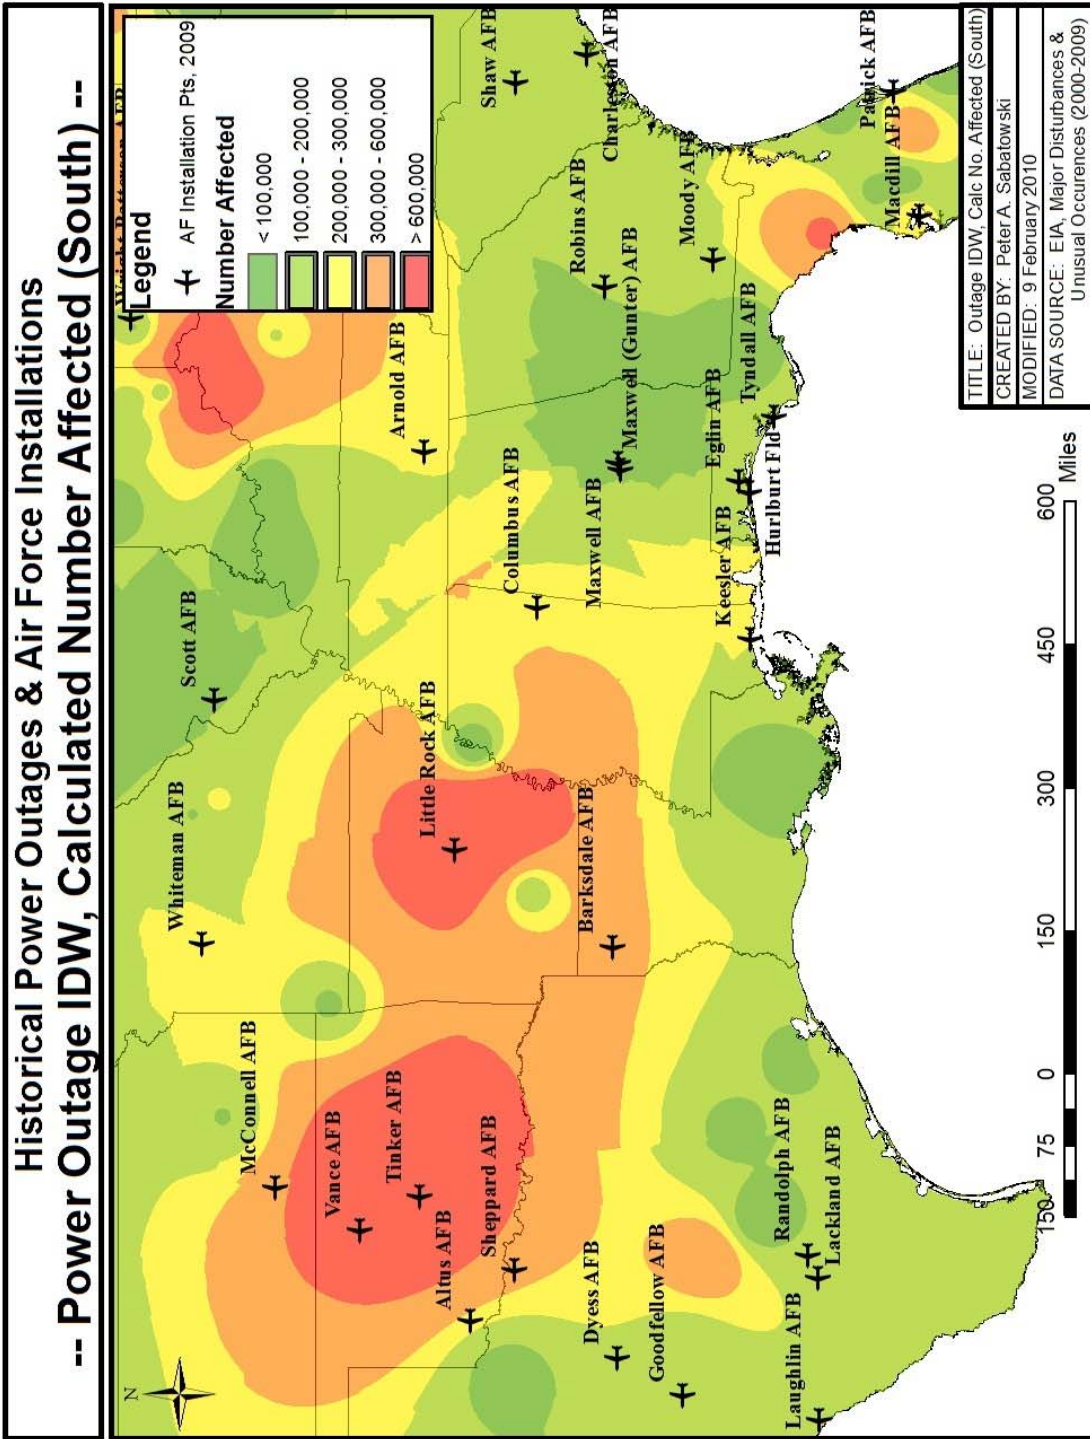 Historical Power Outages & Air Force Installations
-- Power Outage IDW, Calculated Number Affected (South) --
N
Legend
AF Installation Pts, 2009
Number Affected
< 100,000
100,000 - 200,000
200,000 - 300,000
300,000 - 600,000
> 600,000
Wright Patterson AFB
Scott AFB
Whiteman AFB
McConnell AFB
Vance AFB
Tinker AFB
Altus AFB
Sheppard AFB
Dyess AFB
Goodfellow AFB
Laughlin AFB
Randolph AFB
Lackland AFB
Little Rock AFB
Barksdale AFB
Arnold AFB
Columbus AFB
Maxwell AFB
Maxwell (Gunter) AFB
Keesler AFB
Eglin AFB
Hurlburt Fld
Tyndall AFB
Robins AFB
Moody AFB
Shaw AFB
Charleston AFB
Patrick AFB
Macdill AFB
150 75 0 150 300 450 600
Miles
TITLE: Outage IDW, Calc No. Affected (South)
CREATED BY: Peter A. Sabatowski
MODIFIED: 9 February 2010
DATA SOURCE: EIA, Major Disturbances &
Unusual Occurrences (2000-2009)